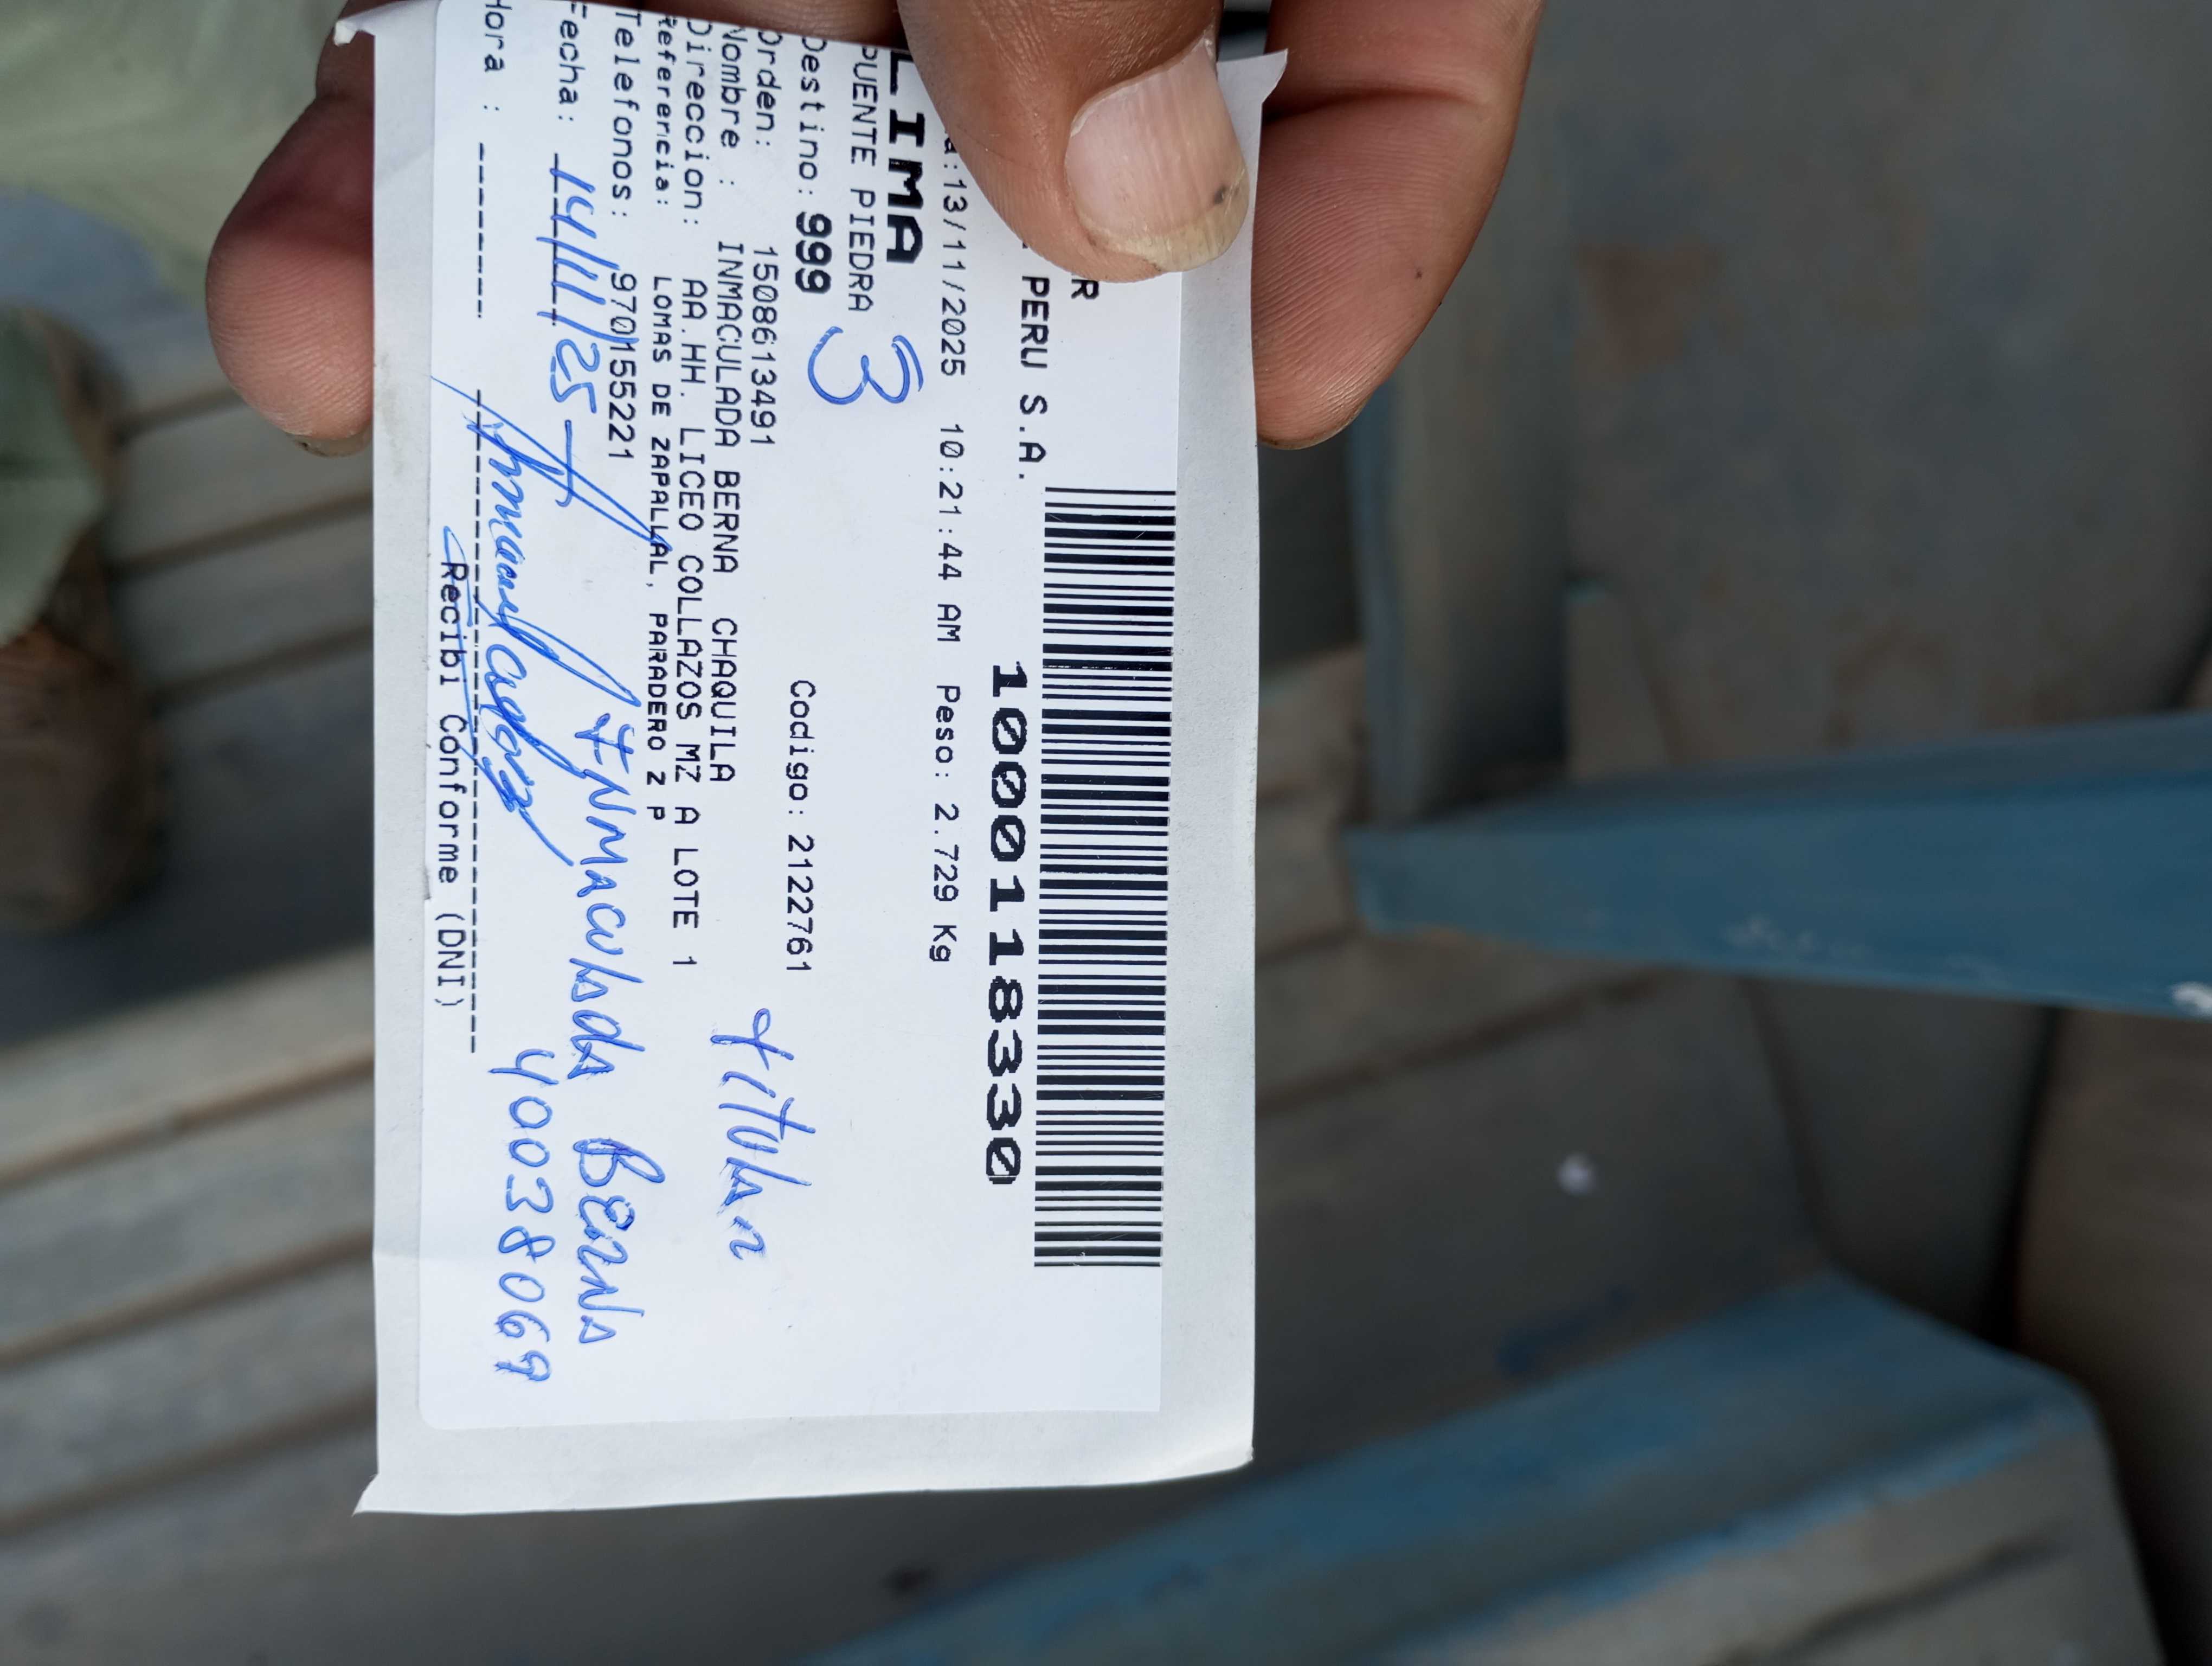 R
PERU S.A.
1000118330
a:13/11/2025 10:21:44 AM Peso: 2.729 Kg
LIMA
PUENTE PIEDRA
3
Destino: 999 Codigo: 2122761
Orden: 1508613491
Nombre : INMACULADA BERNA CHAQUILA
Titular
Direccion: AA.HH. LICEO COLLAZOS MZ A LOTE 1
Referencia: LOMAS DE ZAPALLAL, PARADERO 2 P
Telefonos: 970155221
Inmaculada Berna
Fecha: 14/11/25
40038069
Hora :
Recibi Conforme (DNI)